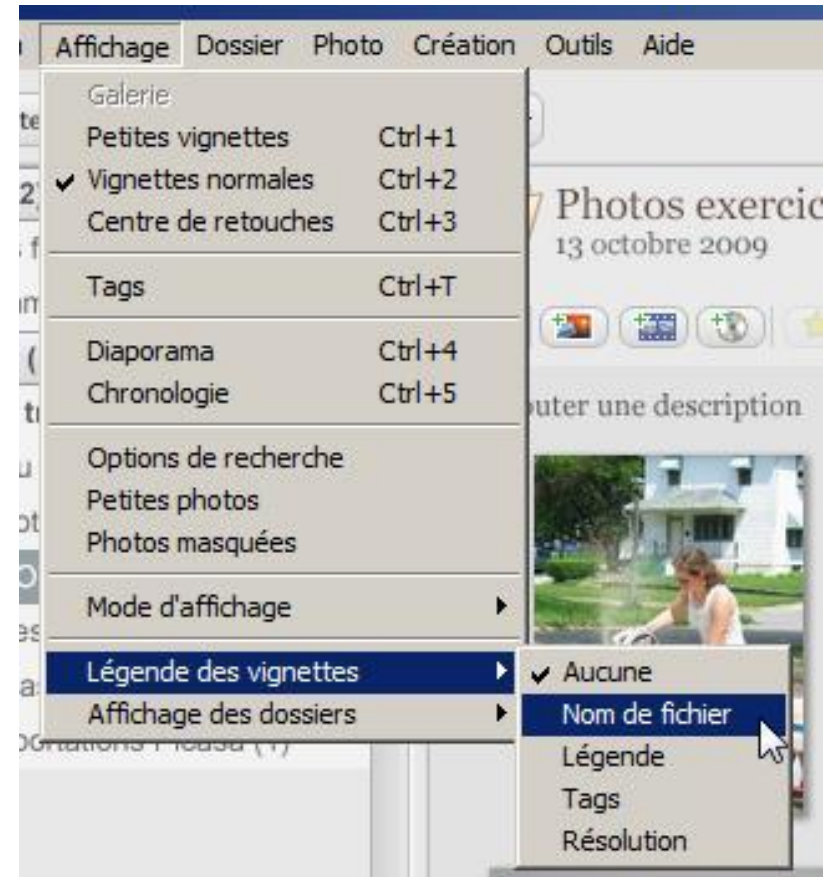 Affichage Dossier Photo Création Outils Aide
Galerie
Petites vignettes Ctrl+1
Vignettes normales Ctrl+2
Centre de retouches Ctrl+3
Tags Ctrl+T
Diaporama Ctrl+4
Chronologie Ctrl+5
Options de recherche
Petites photos
Photos masquées
Mode d'affichage
Légende des vignettes
Affichage des dossiers
Aucune
Nom de fichier
Légende
Tags
Résolution
Photos exercic
13 octobre 2009
outer une description